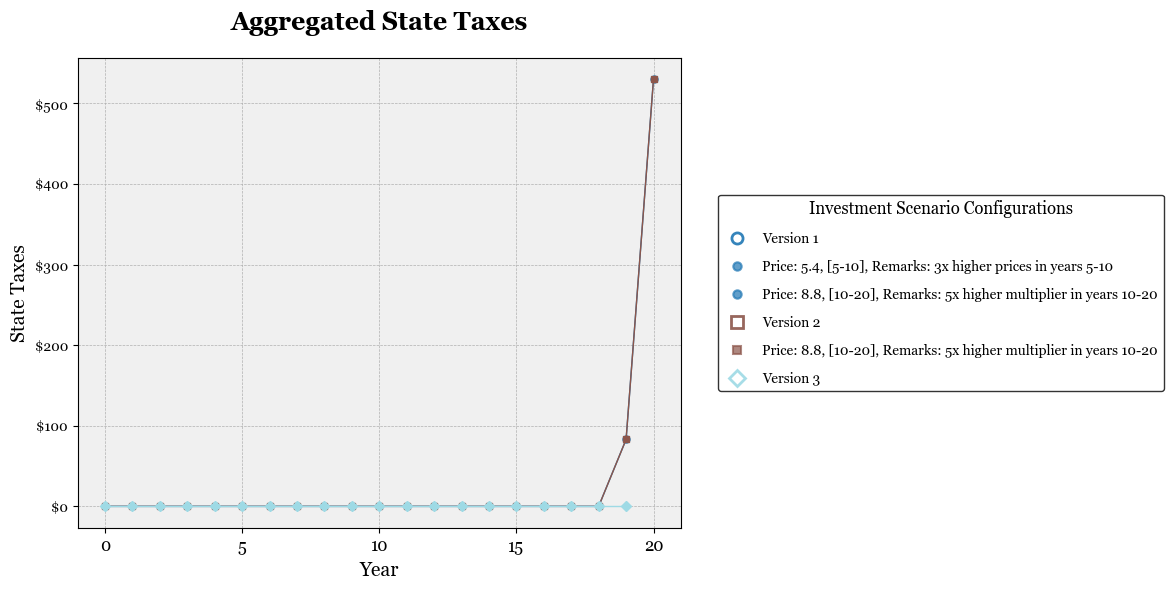 Aggregated State Taxes
State Taxes
$500
$400
$300
$200
$100
$0
0 5 10 15 20
Year
Investment Scenario Configurations
Version 1
Price: 5.4, [5-10], Remarks: 3x higher prices in years 5-10
Price: 8.8, [10-20], Remarks: 5x higher multiplier in years 10-20
Version 2
Price: 8.8, [10-20], Remarks: 5x higher multiplier in years 10-20
Version 3